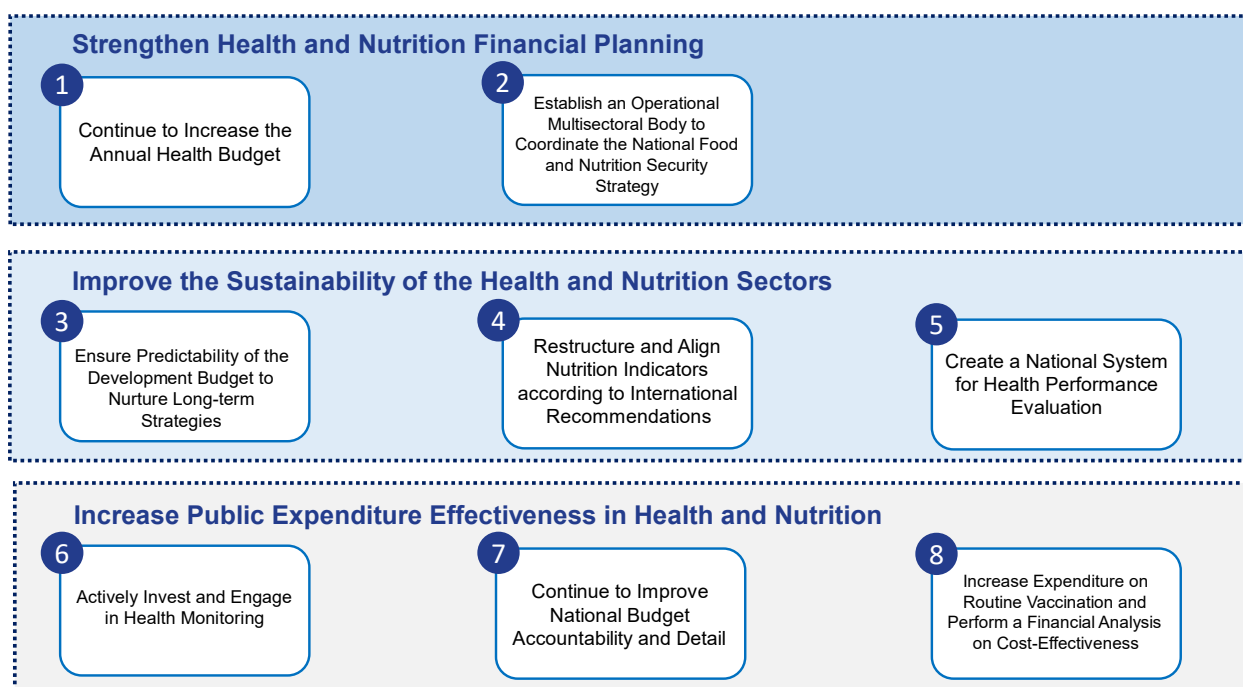 Strengthen Health and Nutrition Financial Planning
1
Continue to Increase the
Annual Health Budget
2
Establish an Operational
Multisectoral Body to
Coordinate the National Food
and Nutrition Security
Strategy
Improve the Sustainability of the Health and Nutrition Sectors
3
Ensure Predictability of the
Development Budget to
Nurture Long-term
Strategies
4
Restructure and Align
Nutrition Indicators
according to International
Recommendations
5
Create a National System
for Health Performance
Evaluation
Increase Public Expenditure Effectiveness in Health and Nutrition
6
Actively Invest and Engage
in Health Monitoring
7
Continue to Improve
National Budget
Accountability and Detail
8
Increase Expenditure on
Routine Vaccination and
Perform a Financial Analysis
on Cost-Effectiveness